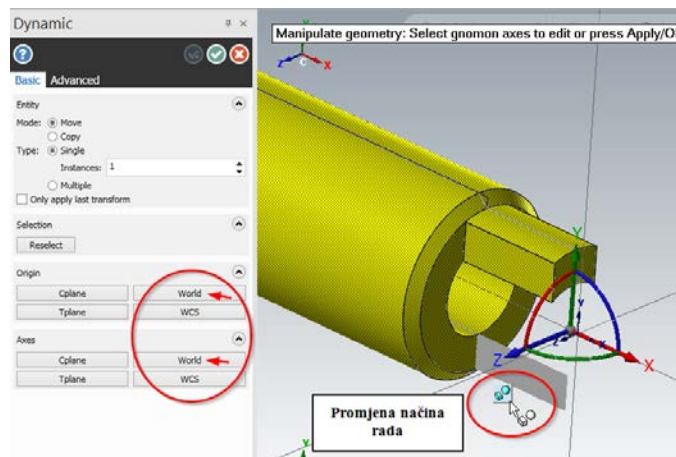 Dynamic
Manipulate geometry: Select gnomon axes to edit or press Apply/O
Basic Advanced
Entity
Mode: Move
Copy
Type: Single
Instances: 1
Multiple
Only apply last transform
Selection
Reselect
Origin
Cplane World
Tplane WCS
Axes
Cplane World
Tplane WCS
Z
C
X
Y
Y
Z
X
Z
X
Promjena načina
rada
Y